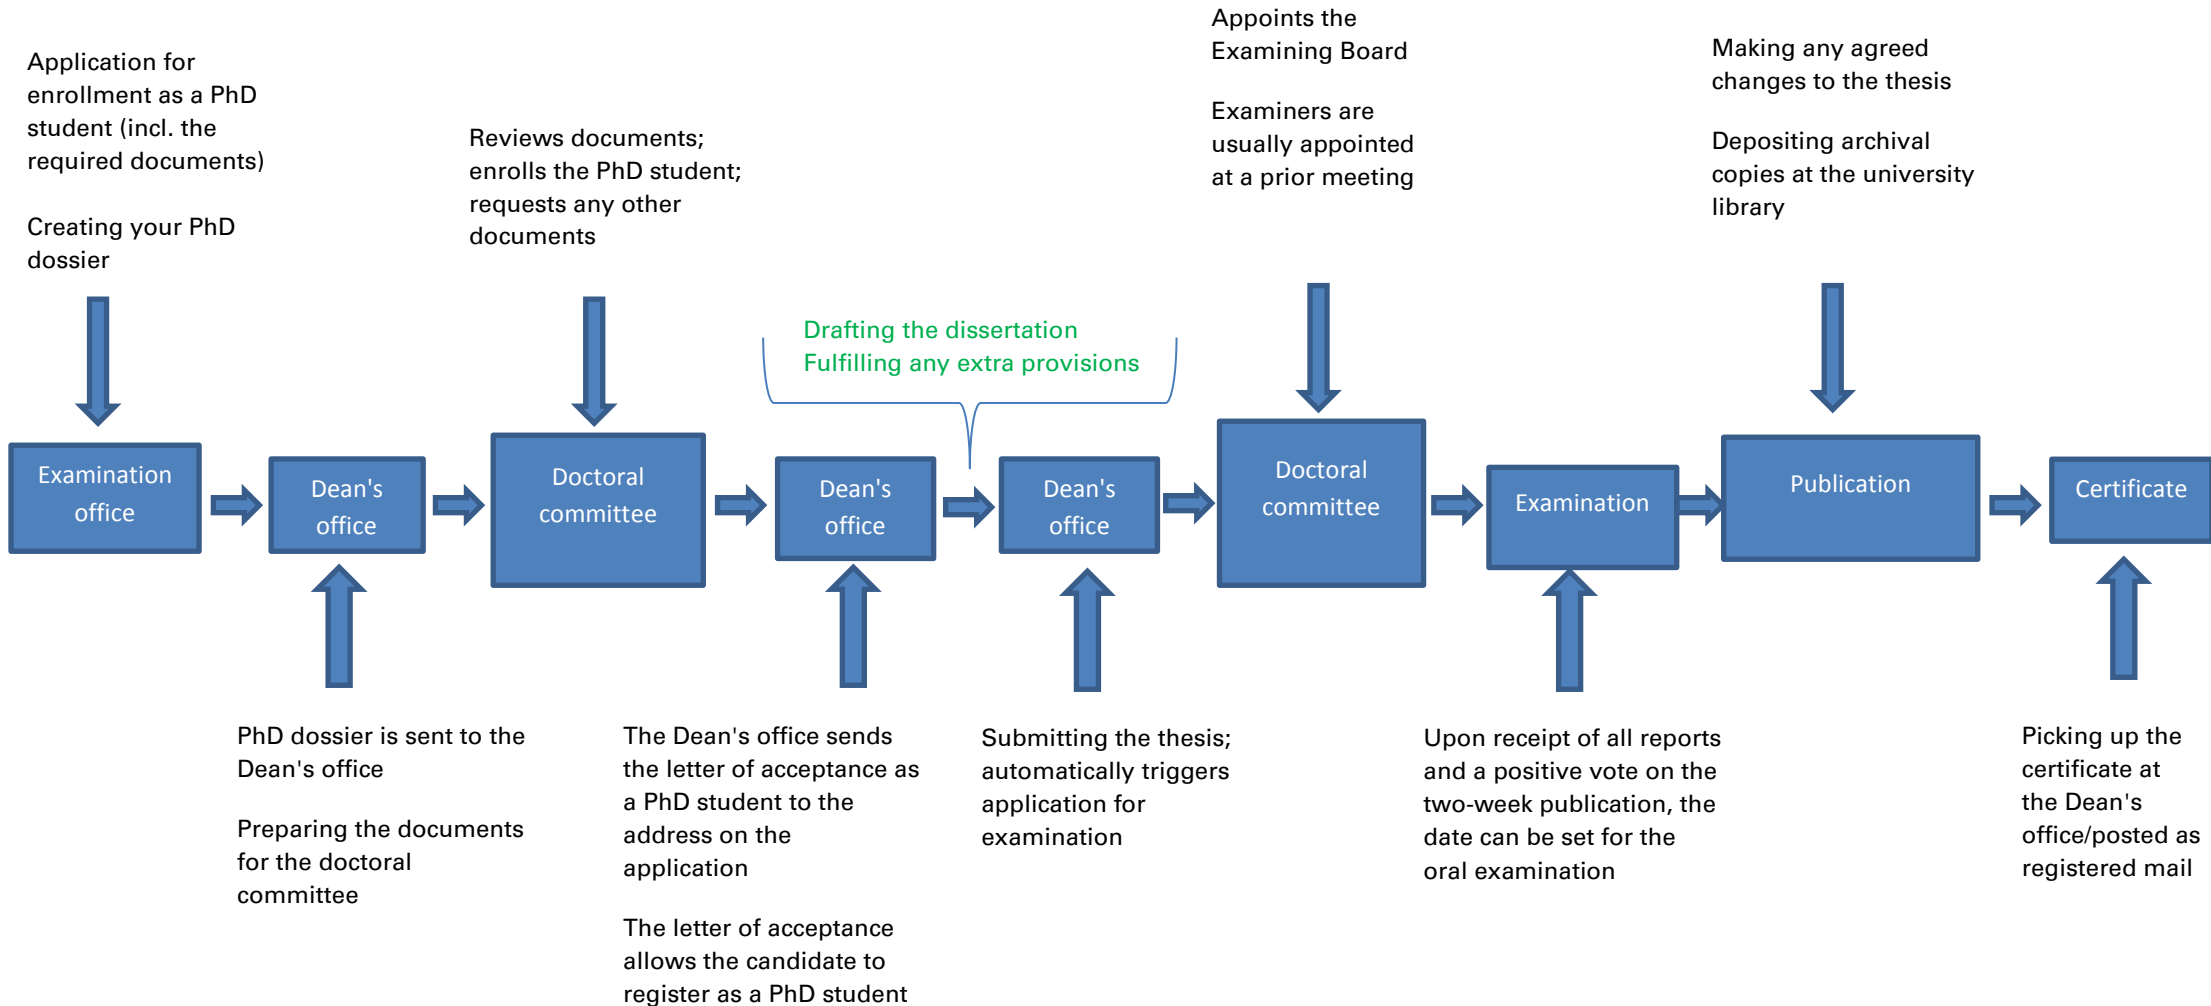 Application for
enrollment as a PhD
student (incl. the
required documents)
Creating your PhD
dossier
Reviews documents;
enrolls the PhD student;
requests any other
documents
Drafting the dissertation
Fulfilling any extra provisions
Appoints the
Examining Board
Examiners are
usually appointed
at a prior meeting
Making any agreed
changes to the thesis
Depositing archival
copies at the university
library
Examination
office
Dean's
office
Doctoral
committee
Dean's
office
Dean's
office
Doctoral
committee
Examination
Publication
Certificate
PhD dossier is sent to the
Dean's office
Preparing the documents
for the doctoral
committee
The Dean's office sends
the letter of acceptance as
a PhD student to the
address on the
application
The letter of acceptance
allows the candidate to
register as a PhD student
Submitting the thesis;
automatically triggers
application for
examination
Upon receipt of all reports
and a positive vote on the
two-week publication, the
date can be set for the
oral examination
Picking up the
certificate at
the Dean's
office/posted as
registered mail